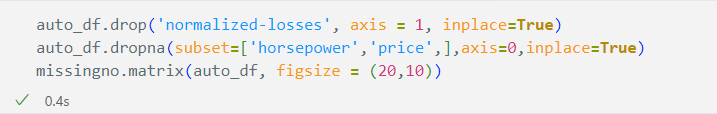 auto_df.drop('normalized-losses', axis = 1, inplace=True)
auto_df.dropna(subset=['horsepower','price',],axis=0,inplace=True)
missingno.matrix(auto_df, figsize = (20,10))
✓ 0.4s